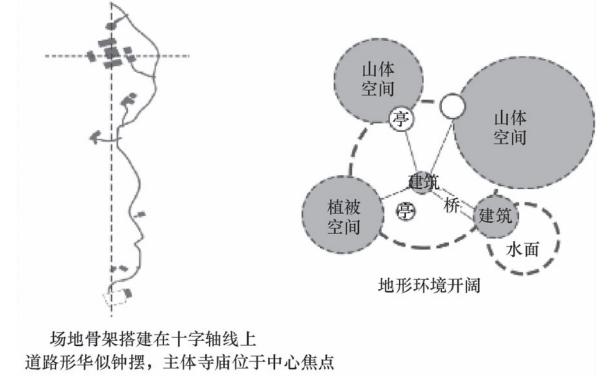 山体
空间
亭
山体
空间
建筑
植被
空间
亭
桥
建筑
水面
地形环境开阔
场地骨架搭建在十字轴线上
道路形华似钟摆，主体寺庙位于中心焦点